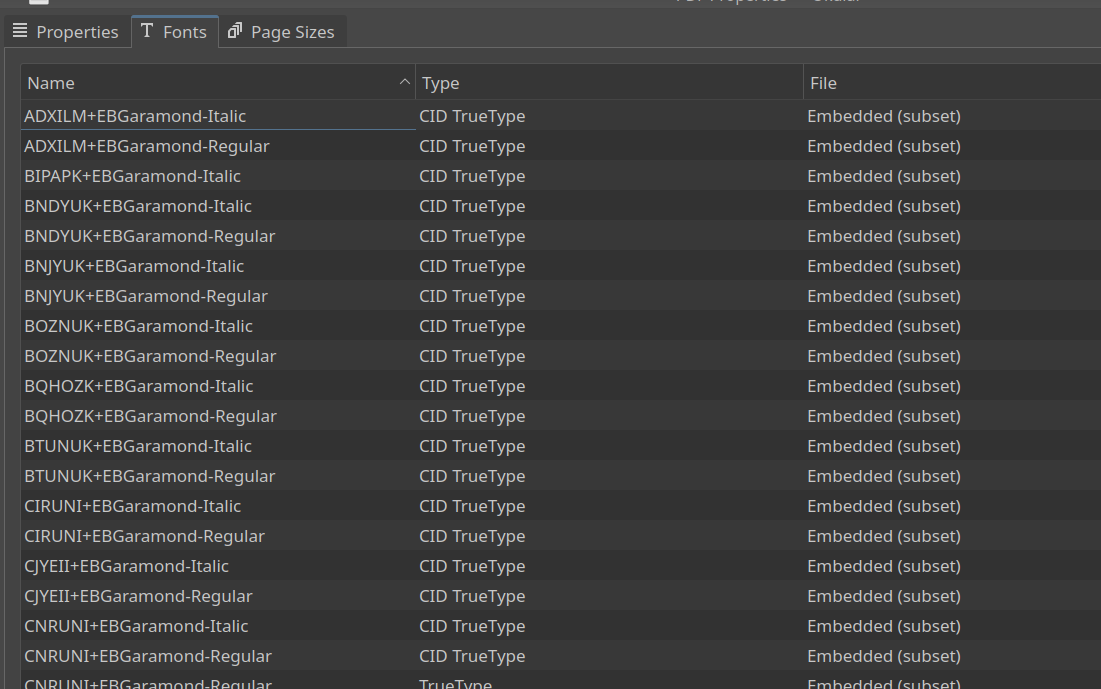 Properties Fonts Page Sizes
Name Type File
ADXILM+EBGaramond-Italic CID TrueType Embedded (subset)
ADXILM+EBGaramond-Regular CID TrueType Embedded (subset)
BIPAPK+EBGaramond-Italic CID TrueType Embedded (subset)
BNDYUK+EBGaramond-Italic CID TrueType Embedded (subset)
BNDYUK+EBGaramond-Regular CID TrueType Embedded (subset)
BNJYUK+EBGaramond-Italic CID TrueType Embedded (subset)
BNJYUK+EBGaramond-Regular CID TrueType Embedded (subset)
BOZNUK+EBGaramond-Italic CID TrueType Embedded (subset)
BOZNUK+EBGaramond-Regular CID TrueType Embedded (subset)
BQHOZK+EBGaramond-Italic CID TrueType Embedded (subset)
BQHOZK+EBGaramond-Regular CID TrueType Embedded (subset)
BTUNUK+EBGaramond-Italic CID TrueType Embedded (subset)
BTUNUK+EBGaramond-Regular CID TrueType Embedded (subset)
CIRUNI+EBGaramond-Italic CID TrueType Embedded (subset)
CIRUNI+EBGaramond-Regular CID TrueType Embedded (subset)
CJYEII+EBGaramond-Italic CID TrueType Embedded (subset)
CJYEII+EBGaramond-Regular CID TrueType Embedded (subset)
CNRUNI+EBGaramond-Italic CID TrueType Embedded (subset)
CNRUNI+EBGaramond-Regular CID TrueType Embedded (subset)
CNRUNI+EBGaramond-Regular TrueType Embedded (subset)